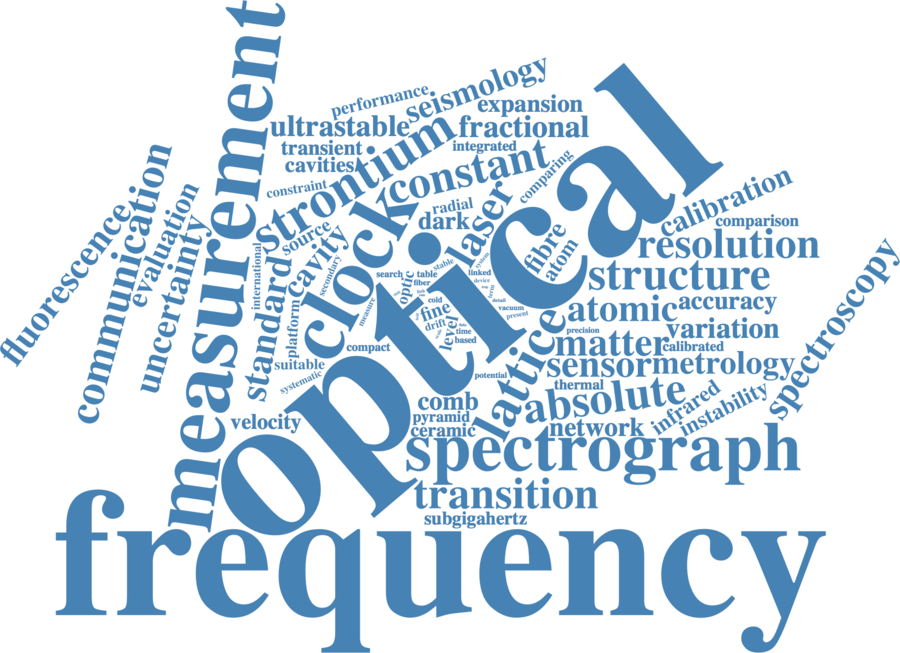 measurement
performance
seismology
expansion
ultrastable
strontium
fractional
transient
integrated
cavities
constant
comparing
constraint
optical
communication
fluorescence
evaluation
uncertainty
clock
radial
dark
laser
calibration
comparison
source
cavity
international
standard
secondary
platform
fibre
atom
resolution
spectroscopy
search
table
stable
system
linked
device
optic
fiber
structure
cold
term
detail
vacuum
present
measure
fine
drift
level
time
based
atomic
accuracy
precision
variation
matter
calibrated
compact
suitable
systematic
lattice
sensor
metrology
potential
thermal
absolute
infrared
instability
comb
pyramid
ceramic
velocity
network
spectrograph
transition
subgigahertz
frequency